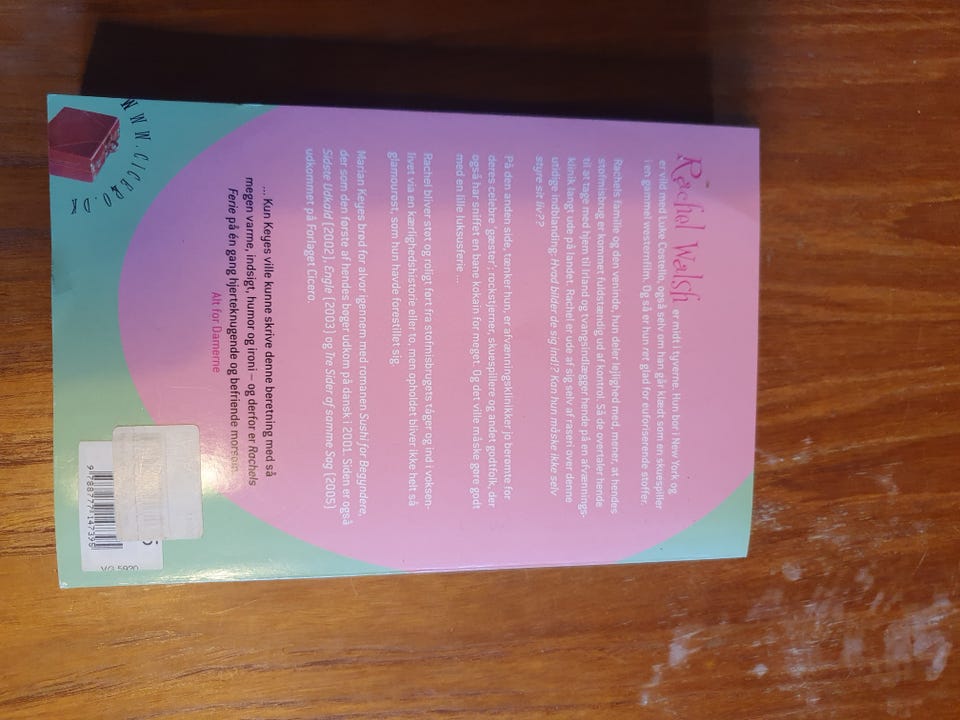 Rachel Walsh er midt i tyverne. Hun bor i New York og
er vild med Luke Costello, også selv om han går klædt som en skuespiller
i en gammel westernfilm. Og så er hun ret glad for euforiserende stoffer.
Rachels familie og den veninde, hun deler lejlighed med, mener, at hendes
stofmisbrug er kommet fuldstændig ud af kontrol. Så de overtaler hende
til at tage med hjem til Irland og tvangsindlægger hende på en afvænnings-
klinik langt ude på landet. Rachel er ude af sig selv af raseri over denne
utidige indblanding: Hvad bilder de sig ind? Kan hun måske ikke selv
styre sit liv??
På den anden side, tænker hun, er afvænningsklinikker jo berømte for
deres celebre 'gæster'; rockstjerner, skuespillere og andet godtfolk, der
også har sniffet en bane kokain for meget. Og det ville måske gøre godt
med en lille luksusferie ...
Rachel bliver støt og roligt ført fra stofmisbrugets tåger og ind i voksen-
livet via en kærlighedshistorie eller to, men opholdet bliver ikke helt så
glamourøst, som hun havde forestillet sig.
Marian Keyes brød for alvor igennem med romanen Sushi for Begyndere,
der som den første af hendes bøger udkom på dansk i 2001. Siden er også
Sidste Udkald (2002), Engle (2003) og Tre Sider af samme Sag (2005)
udkommet på Forlaget Cicero.
... Kun Keyes ville kunne skrive denne beretning med så
megen varme, indsigt, humor og ironi – og derfor er Rachels
Ferie på én gang hjerteknugende og befriende morsom.
Alt for Damerne
WWW.CICERO.DK
5
VG 5920
9 788777 147395